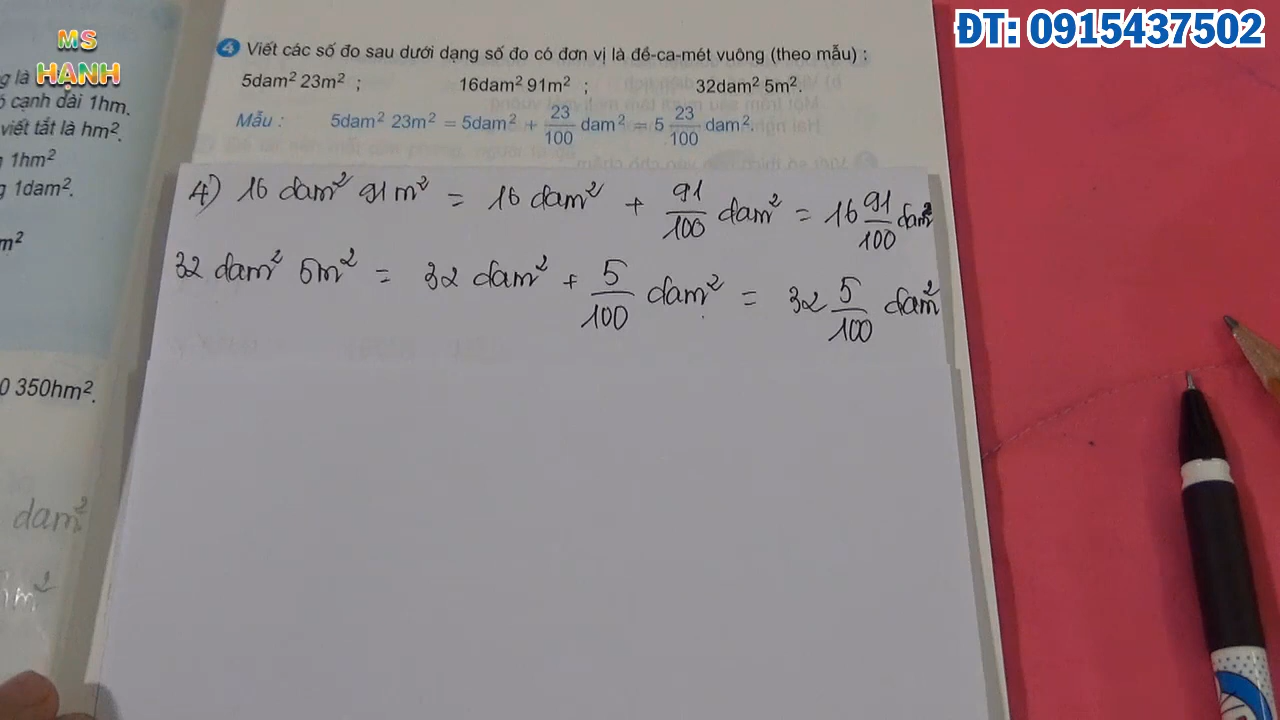 MS
HẠNH
ĐT: 0915437502
g là
ó cạnh dài 1hm.
viết tắt là hm².
1hm²
g 1dam².
m²
0 350hm².
dam²
m²
4 Viết các số đo sau dưới dạng số đo có đơn vị là đề-ca-mét vuông (theo mẫu) :
5dam² 23m² ; 16dam² 91m² ; 32dam² 5m².
Mẫu : 5dam² 23m² = 5dam² + 23/100 dam² = 5 23/100 dam².
4) 16 dam² 91m² = 16 dam² + 91/100 dam² = 16 91/100 dam²
32 dam² 5m² = 32 dam² + 5/100 dam² = 32 5/100 dam²